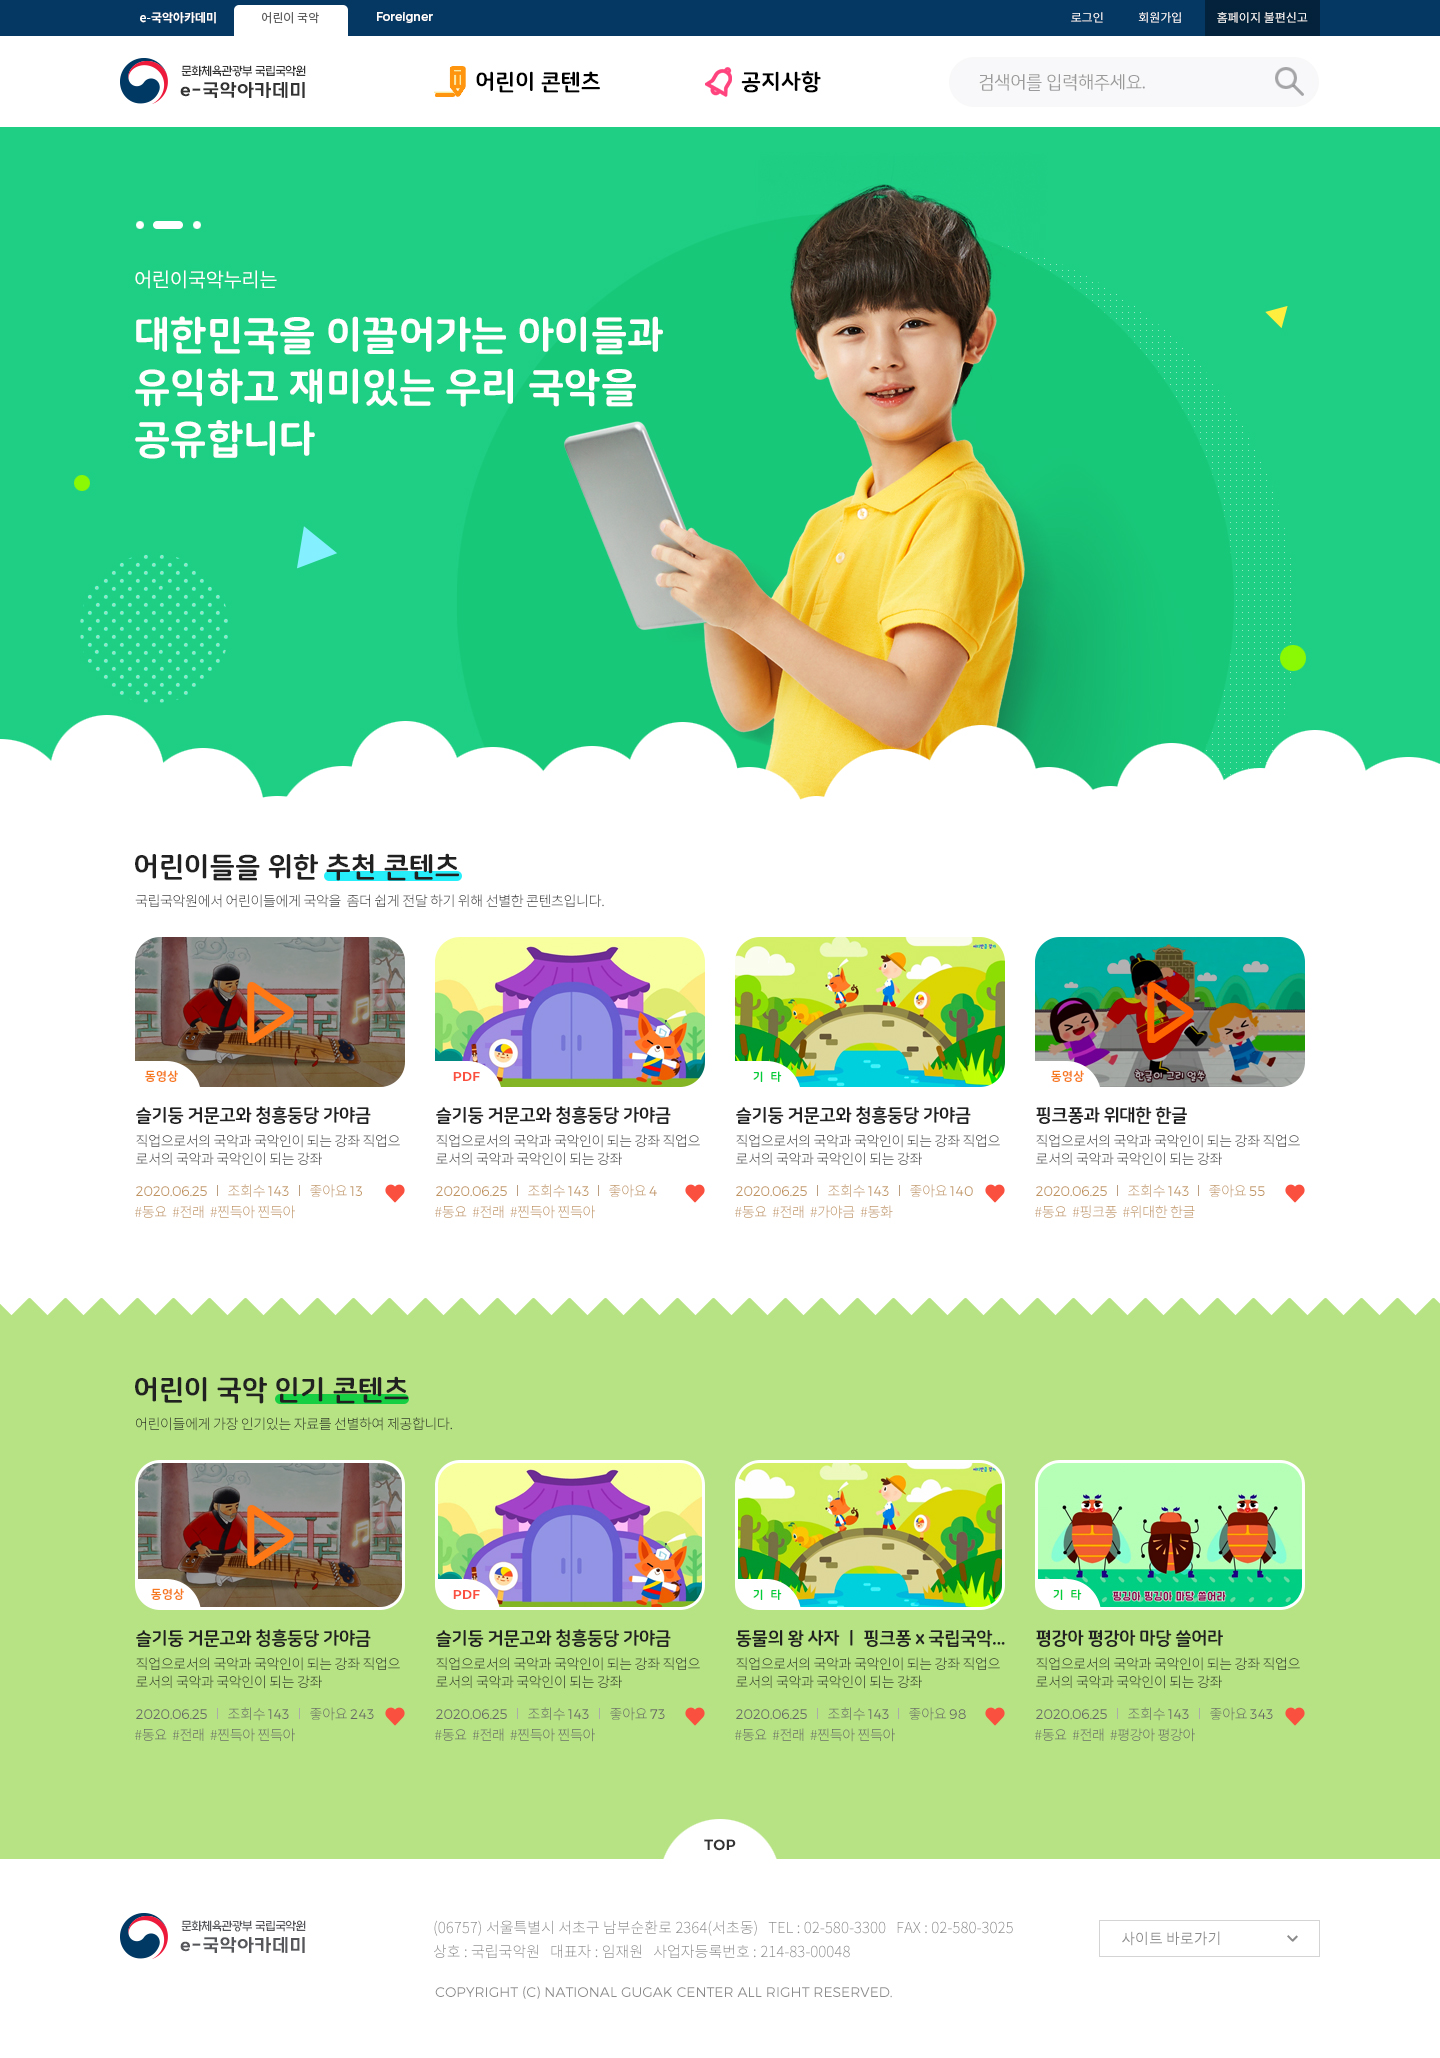 e-국악아카데미
어린이 국악
Foreigner
로그인
회원가입
홈페이지 불편신고
문화체육관광부 국립국악원
e-국악아카데미
어린이 콘텐츠
공지사항
검색어를 입력해주세요.
어린이국악누리는
대한민국을 이끌어가는 아이들과
유익하고 재미있는 우리 국악을
공유합니다
어린이들을 위한 추천 콘텐츠
국립국악원에서 어린이들에게 국악을 좀더 쉽게 전달 하기 위해 선별한 콘텐츠입니다.
동영상
슬기둥 거문고와 청흥둥당 가야금
직업으로서의 국악과 국악인이 되는 강좌 직업으
로서의 국악과 국악인이 되는 강좌
2020.06.25 | 조회수 143 | 좋아요 13
#동요 #전래 #찐득아 찐득아
PDF
슬기둥 거문고와 청흥둥당 가야금
직업으로서의 국악과 국악인이 되는 강좌 직업으
로서의 국악과 국악인이 되는 강좌
2020.06.25 | 조회수 143 | 좋아요 4
#동요 #전래 #찐득아 찐득아
기 타
슬기둥 거문고와 청흥둥당 가야금
직업으로서의 국악과 국악인이 되는 강좌 직업으
로서의 국악과 국악인이 되는 강좌
2020.06.25 | 조회수 143 | 좋아요 140
#동요 #전래 #가야금 #동화
한글이 그리 얼쑤
동영상
핑크퐁과 위대한 한글
직업으로서의 국악과 국악인이 되는 강좌 직업으
로서의 국악과 국악인이 되는 강좌
2020.06.25 | 조회수 143 | 좋아요 55
#동요 #핑크퐁 #위대한 한글
어린이 국악 인기 콘텐츠
어린이들에게 가장 인기있는 자료를 선별하여 제공합니다.
동영상
슬기둥 거문고와 청흥둥당 가야금
직업으로서의 국악과 국악인이 되는 강좌 직업으
로서의 국악과 국악인이 되는 강좌
2020.06.25 | 조회수 143 | 좋아요 243
#동요 #전래 #찐득아 찐득아
PDF
슬기둥 거문고와 청흥둥당 가야금
직업으로서의 국악과 국악인이 되는 강좌 직업으
로서의 국악과 국악인이 되는 강좌
2020.06.25 | 조회수 143 | 좋아요 73
#동요 #전래 #찐득아 찐득아
기 타
동물의 왕 사자 ㅣ 핑크퐁 x 국립국악...
직업으로서의 국악과 국악인이 되는 강좌 직업으
로서의 국악과 국악인이 되는 강좌
2020.06.25 | 조회수 143 | 좋아요 98
#동요 #전래 #찐득아 찐득아
평강아 평강아 마당 쓸어라
기 타
평강아 평강아 마당 쓸어라
직업으로서의 국악과 국악인이 되는 강좌 직업으
로서의 국악과 국악인이 되는 강좌
2020.06.25 | 조회수 143 | 좋아요 343
#동요 #전래 #평강아 평강아
TOP
문화체육관광부 국립국악원
e-국악아카데미
(06757) 서울특별시 서초구 남부순환로 2364(서초동) TEL : 02-580-3300 FAX : 02-580-3025
상호 : 국립국악원 대표자 : 임재원 사업자등록번호 : 214-83-00048
COPYRIGHT (C) NATIONAL GUGAK CENTER ALL RIGHT RESERVED.
사이트 바로가기